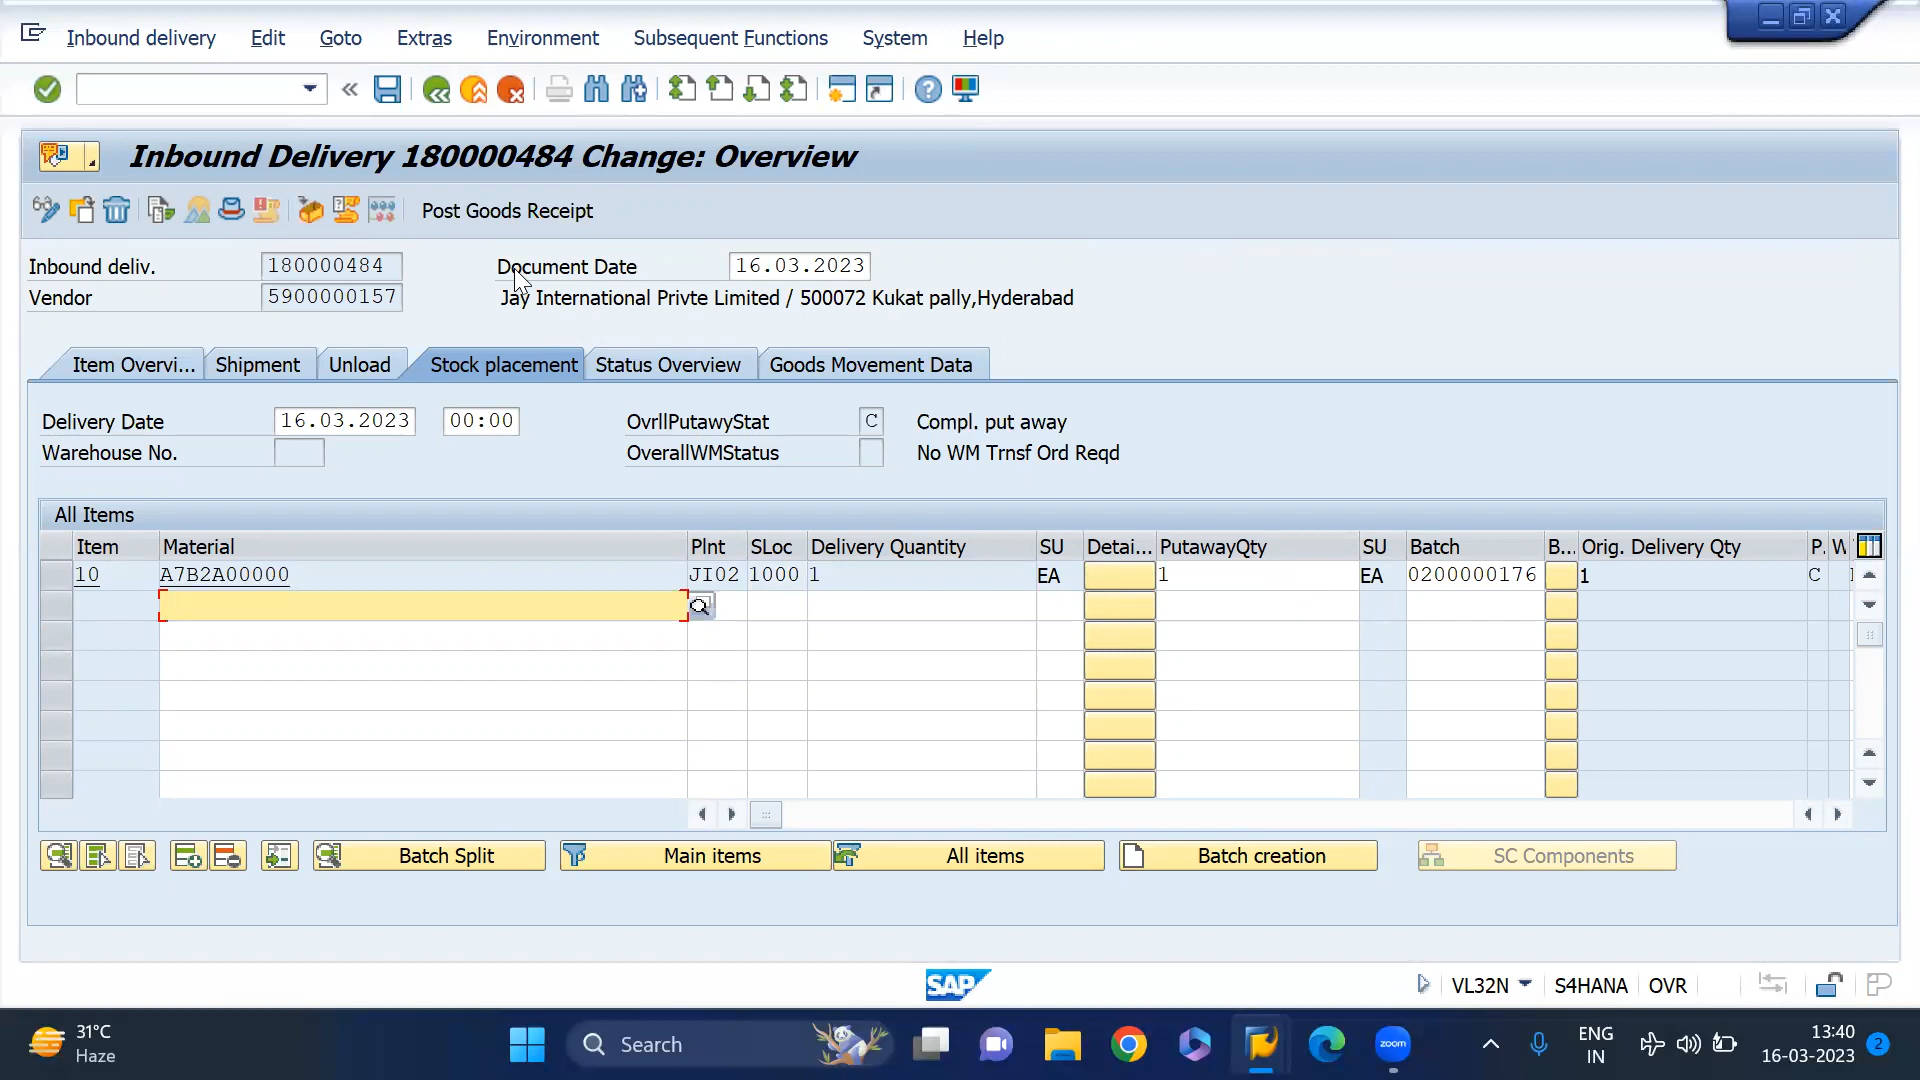 Inbound delivery Edit Goto Extras Environment Subsequent Functions System Help
Inbound Delivery 180000484 Change: Overview
Post Goods Receipt
Inbound deliv. 180000484 Document Date 16.03.2023
Vendor 5900000157 Jay International Privte Limited / 500072 Kukat pally,Hyderabad
Item Overvi... Shipment Unload Stock placement Status Overview Goods Movement Data
Delivery Date 16.03.2023 00:00 OvrllPutawyStat C Compl. put away
Warehouse No. OverallWMStatus No WM Trnsf Ord Reqd
All Items
Item Material Plnt SLoc Delivery Quantity SU Detai... PutawayQty SU Batch B... Orig. Delivery Qty P. W
10 A7B2A00000 JI02 1000 1 EA 1 EA 0200000176 1 C
Batch Split Main items All items Batch creation SC Components
SAP VL32N S4HANA OVR
31°C
Haze
Search
zoom
ENG
IN
13:40
16-03-2023
2